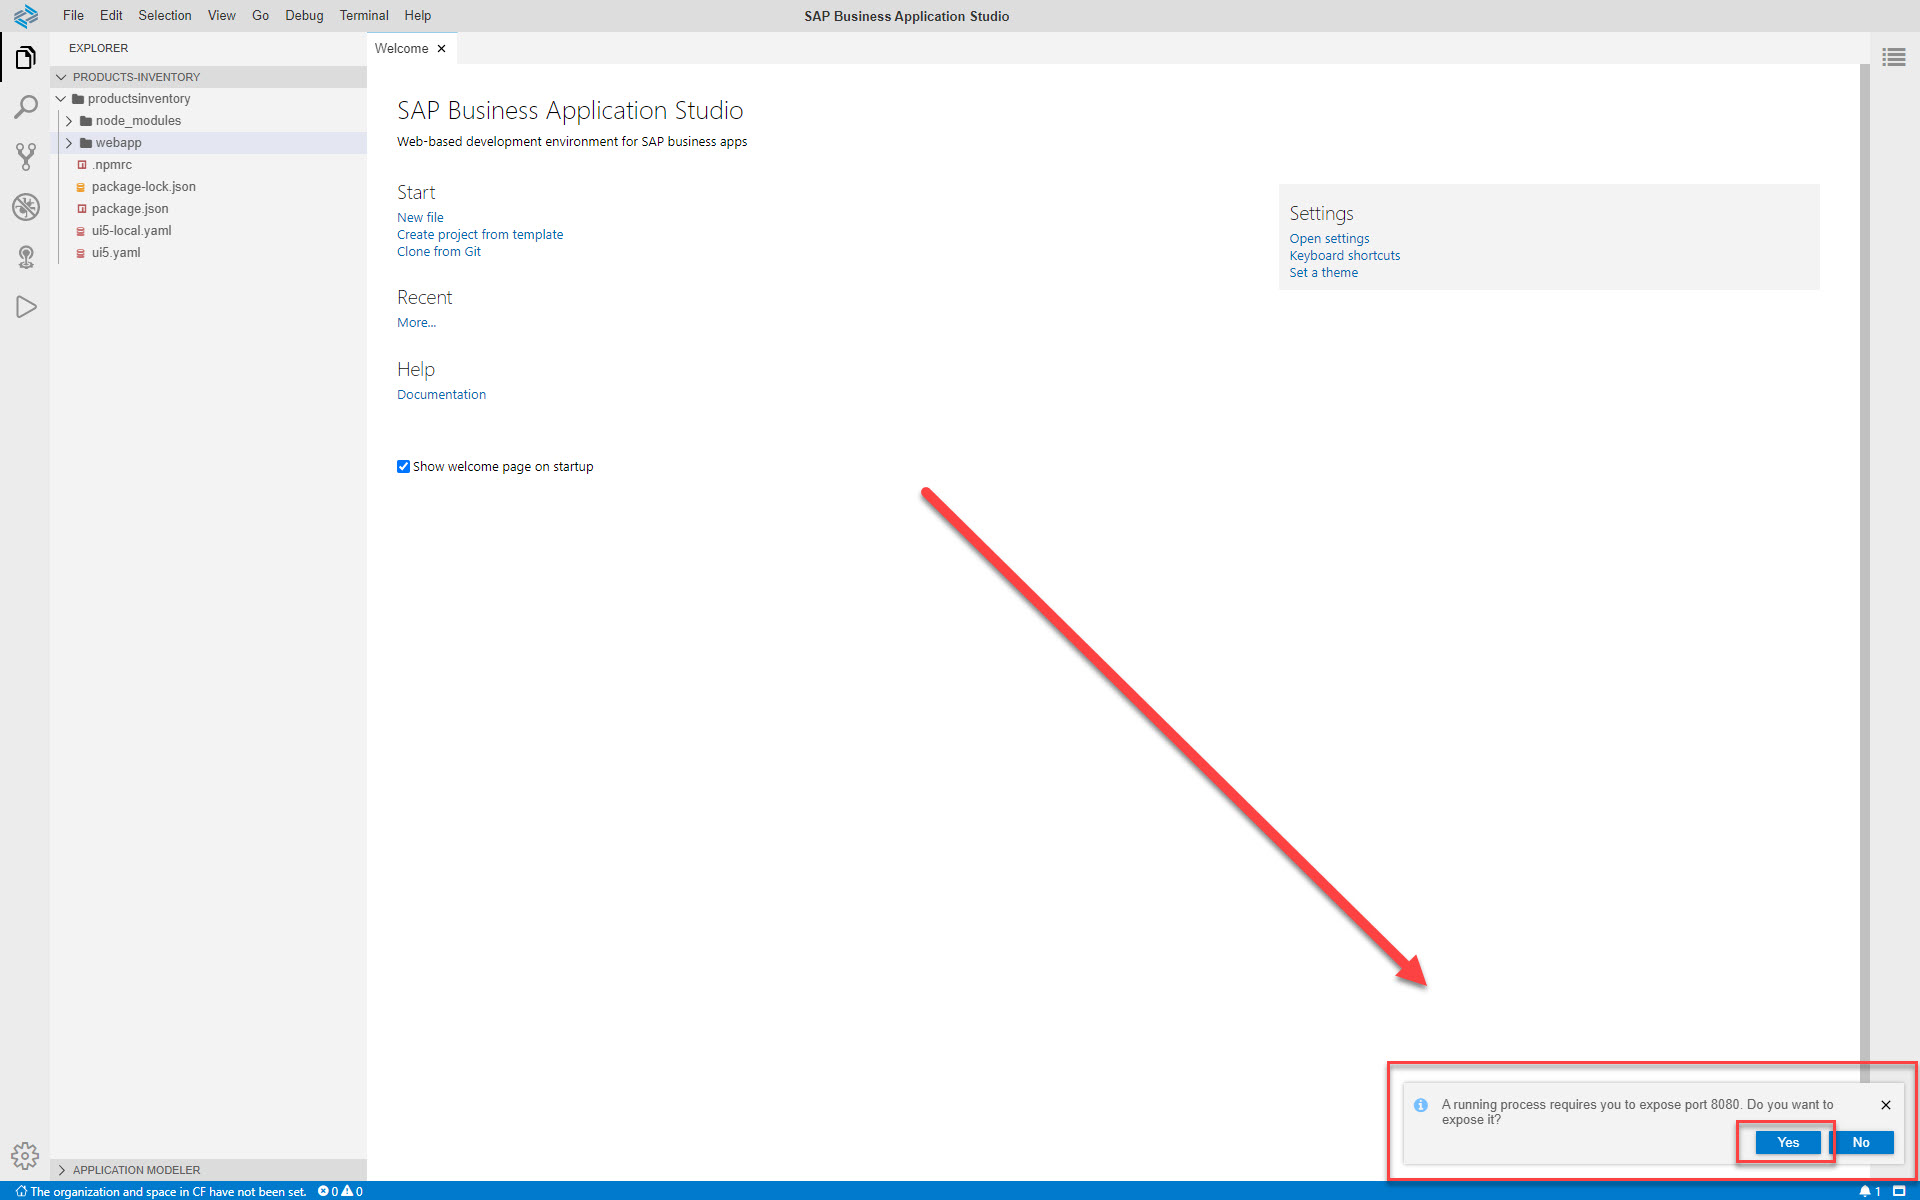 File Edit Selection View Go Debug Terminal Help
SAP Business Application Studio
EXPLORER
PRODUCTS-INVENTORY
productsinventory
node_modules
webapp
.npmrc
package-lock.json
package.json
ui5-local.yaml
ui5.yaml
APPLICATION MODELER
Welcome
SAP Business Application Studio
Web-based development environment for SAP business apps
Start
New file
Create project from template
Clone from Git
Recent
More...
Help
Documentation
Show welcome page on startup
Settings
Open settings
Keyboard shortcuts
Set a theme
A running process requires you to expose port 8080. Do you want to
expose it?
Yes
No
The organization and space in CF have not been set. 0 0
1